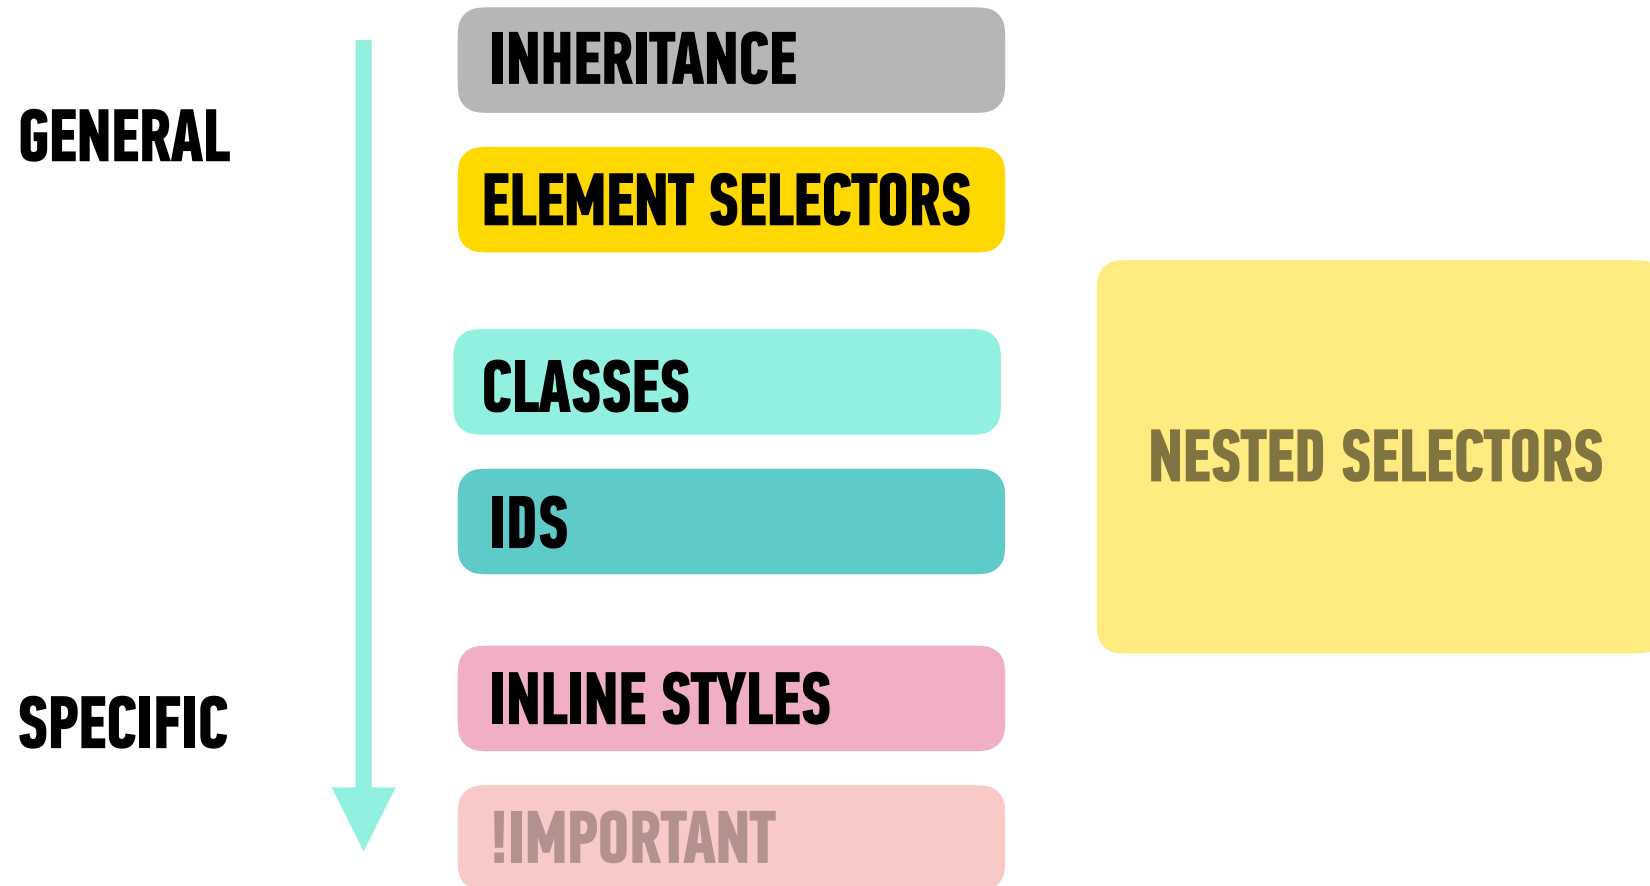 INHERITANCE
GENERAL
ELEMENT SELECTORS
CLASSES
NESTED SELECTORS
IDS
INLINE STYLES
SPECIFIC
!IMPORTANT